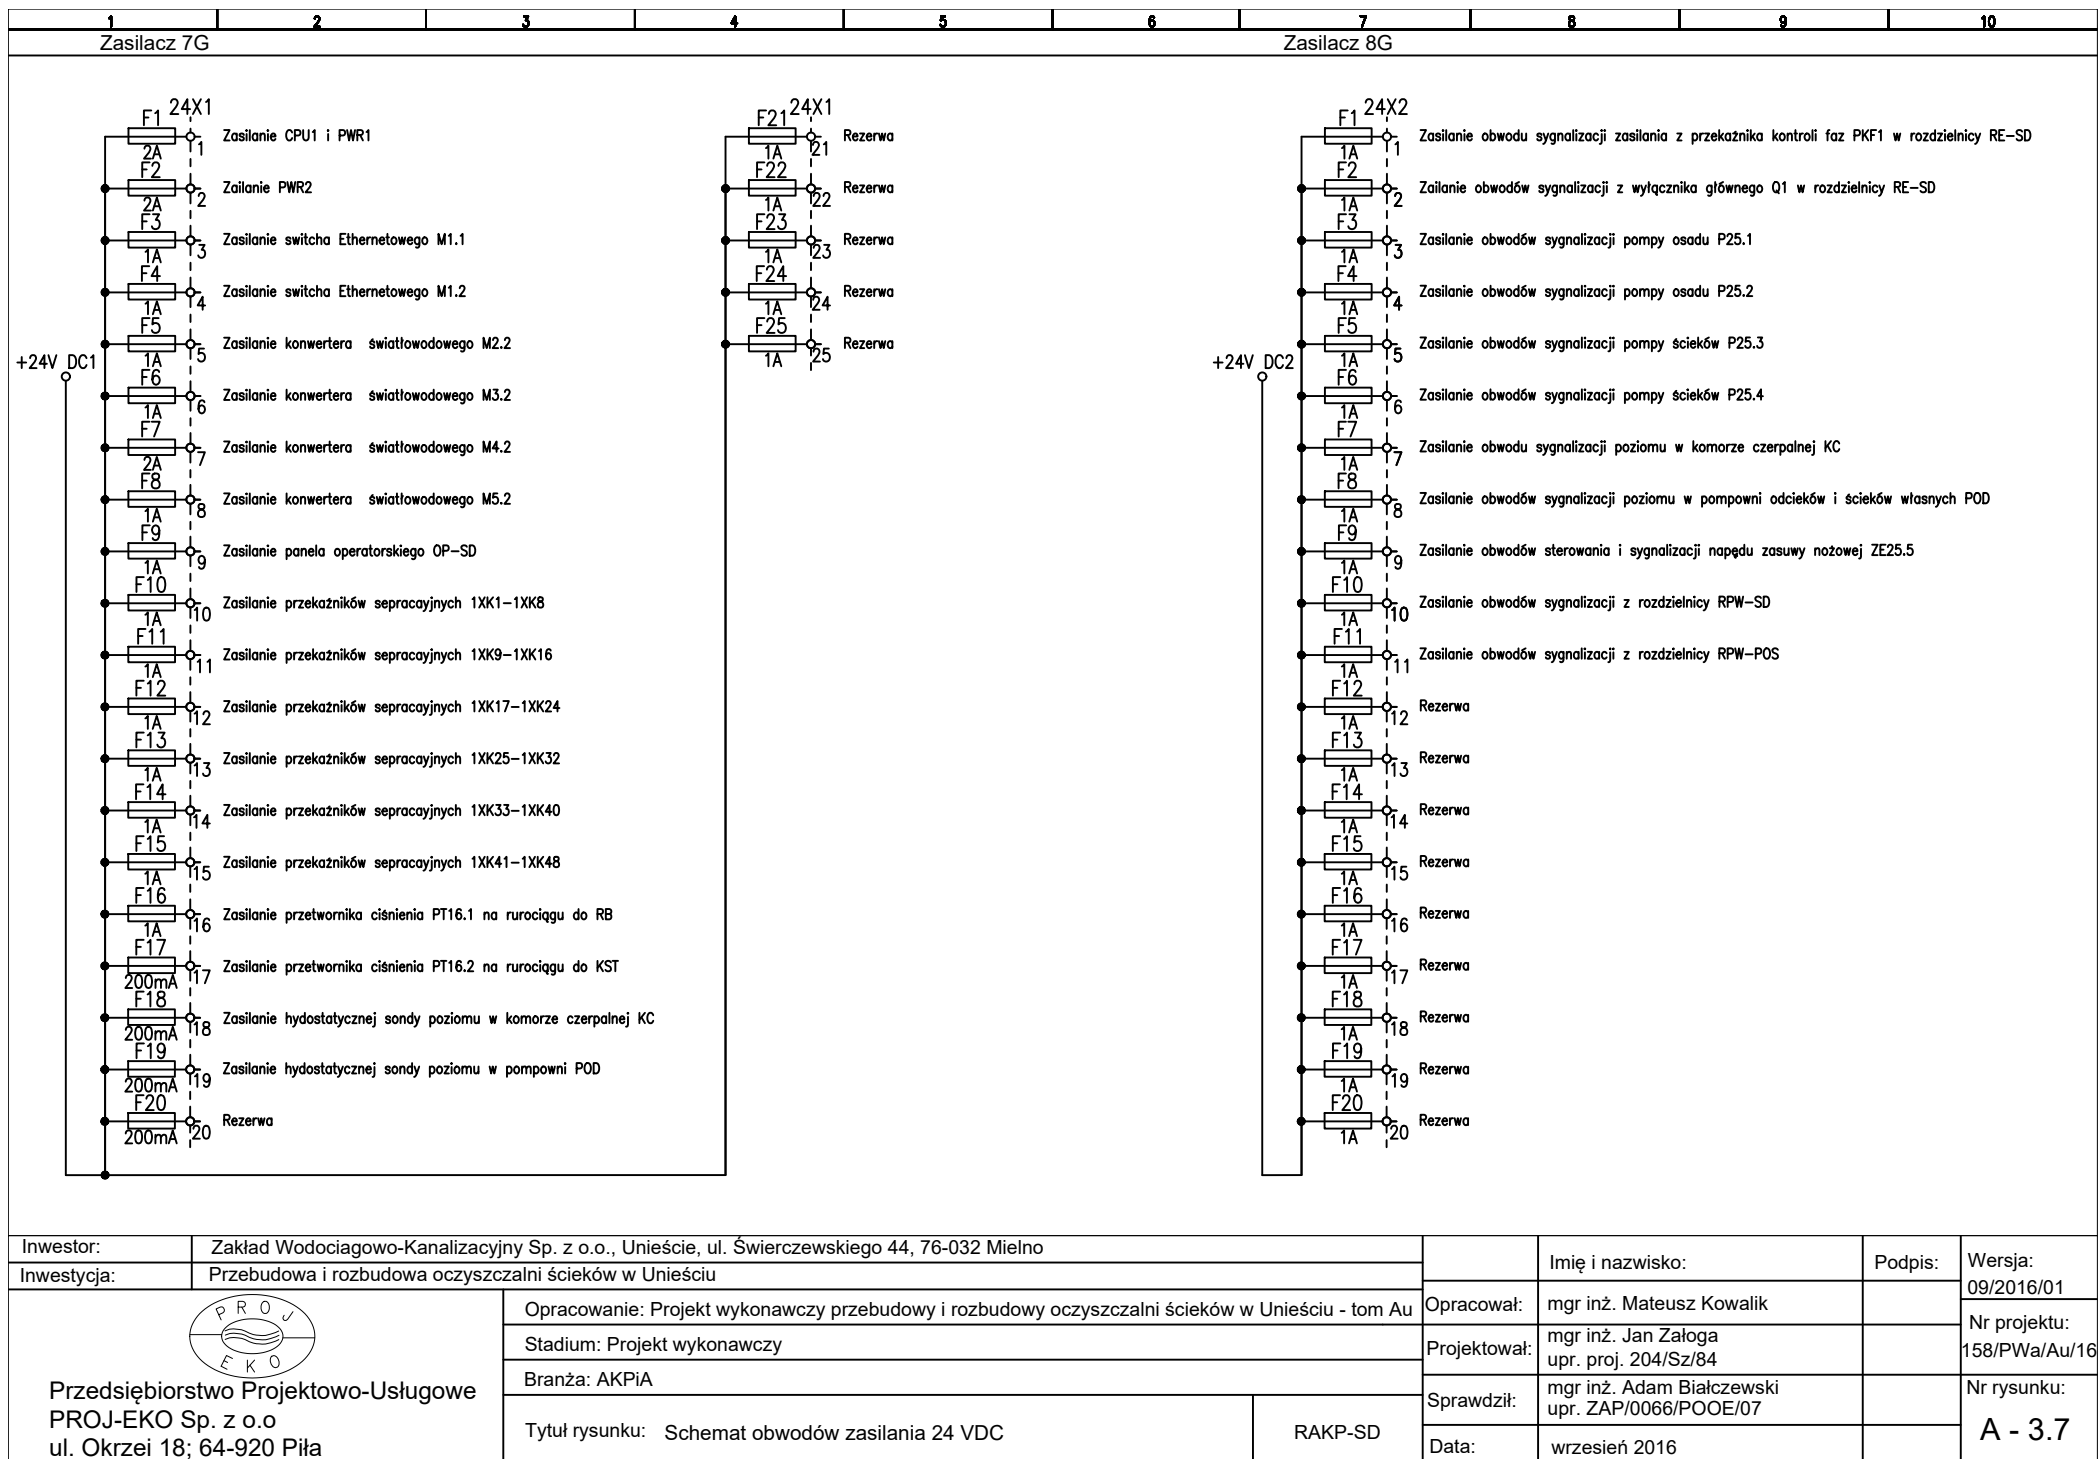 1 2 3 4 5 6 7 8 9 10
Zasilacz 7G
Zasilacz 8G
24X1
F1 2A 1 Zasilanie CPU1 i PWR1
F2 2A 2 Zailanie PWR2
F3 1A 3 Zasilanie switcha Ethernetowego M1.1
F4 1A 4 Zasilanie switcha Ethernetowego M1.2
F5 1A 5 Zasilanie konwertera światłowodowego M2.2
+24V DC1
F6 1A 6 Zasilanie konwertera światłowodowego M3.2
F7 2A 7 Zasilanie konwertera światłowodowego M4.2
F8 1A 8 Zasilanie konwertera światłowodowego M5.2
F9 1A 9 Zasilanie panela operatorskiego OP-SD
F10 1A 10 Zasilanie przekaźników sepracayjnych 1XK1-1XK8
F11 1A 11 Zasilanie przekaźników sepracayjnych 1XK9-1XK16
F12 1A 12 Zasilanie przekaźników sepracayjnych 1XK17-1XK24
F13 1A 13 Zasilanie przekaźników sepracayjnych 1XK25-1XK32
F14 1A 14 Zasilanie przekaźników sepracayjnych 1XK33-1XK40
F15 1A 15 Zasilanie przekaźników sepracayjnych 1XK41-1XK48
F16 1A 16 Zasilanie przetwornika ciśnienia PT16.1 na rurociągu do RB
F17 200mA 17 Zasilanie przetwornika ciśnienia PT16.2 na rurociągu do KST
F18 200mA 18 Zasilanie hydostatycznej sondy poziomu w komorze czerpalnej KC
F19 200mA 19 Zasilanie hydostatycznej sondy poziomu w pompowni POD
F20 200mA 20 Rezerwa
24X1
F21 1A 21 Rezerwa
F22 1A 22 Rezerwa
F23 1A 23 Rezerwa
F24 1A 24 Rezerwa
F25 1A 25 Rezerwa
24X2
F1 1A 1 Zasilanie obwodu sygnalizacji zasilania z przekaźnika kontroli faz PKF1 w rozdzielnicy RE-SD
F2 1A 2 Zailanie obwodów sygnalizacji z wyłącznika głównego Q1 w rozdzielnicy RE-SD
F3 1A 3 Zasilanie obwodów sygnalizacji pompy osadu P25.1
F4 1A 4 Zasilanie obwodów sygnalizacji pompy osadu P25.2
F5 1A 5 Zasilanie obwodów sygnalizacji pompy ścieków P25.3
+24V DC2
F6 1A 6 Zasilanie obwodów sygnalizacji pompy ścieków P25.4
F7 1A 7 Zasilanie obwodu sygnalizacji poziomu w komorze czerpalnej KC
F8 1A 8 Zasilanie obwodów sygnalizacji poziomu w pompowni odcieków i ścieków własnych POD
F9 1A 9 Zasilanie obwodów sterowania i sygnalizacji napędu zasuwy nożowej ZE25.5
F10 1A 10 Zasilanie obwodów sygnalizacji z rozdzielnicy RPW-SD
F11 1A 11 Zasilanie obwodów sygnalizacji z rozdzielnicy RPW-POS
F12 1A 12 Rezerwa
F13 1A 13 Rezerwa
F14 1A 14 Rezerwa
F15 1A 15 Rezerwa
F16 1A 16 Rezerwa
F17 1A 17 Rezerwa
F18 1A 18 Rezerwa
F19 1A 19 Rezerwa
F20 1A 20 Rezerwa
Inwestor: Zakład Wodociagowo-Kanalizacyjny Sp. z o.o., Unieście, ul. Świerczewskiego 44, 76-032 Mielno
Inwestycja: Przebudowa i rozbudowa oczyszczalni ścieków w Unieściu
PROJ
EKO
Przedsiębiorstwo Projektowo-Usługowe
PROJ-EKO Sp. z o.o
ul. Okrzei 18; 64-920 Piła
Opracowanie: Projekt wykonawczy przebudowy i rozbudowy oczyszczalni ścieków w Unieściu - tom Au
Stadium: Projekt wykonawczy
Branża: AKPiA
Tytuł rysunku: Schemat obwodów zasilania 24 VDC
RAKP-SD
Imię i nazwisko: Podpis:
Opracował: mgr inż. Mateusz Kowalik
Projektował: mgr inż. Jan Załoga
upr. proj. 204/Sz/84
Sprawdził: mgr inż. Adam Białczewski
upr. ZAP/0066/POOE/07
Data: wrzesień 2016
Wersja:
09/2016/01
Nr projektu:
158/PWa/Au/16
Nr rysunku:
A - 3.7